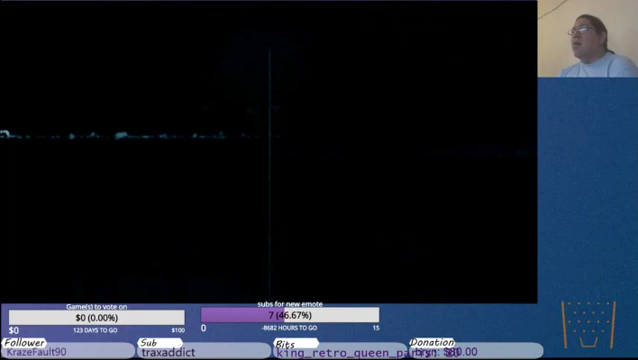 Game(s) to vote on
$0 (0.00%)
$0
123 DAYS TO GO
$100
subs for new emote
7 (46.67%)
0
-8682 HOURS TO GO
15
Follower
KrazeFault90
Sub
traxaddict
Bits
king_retro_queen_pa
Donation
$80.00